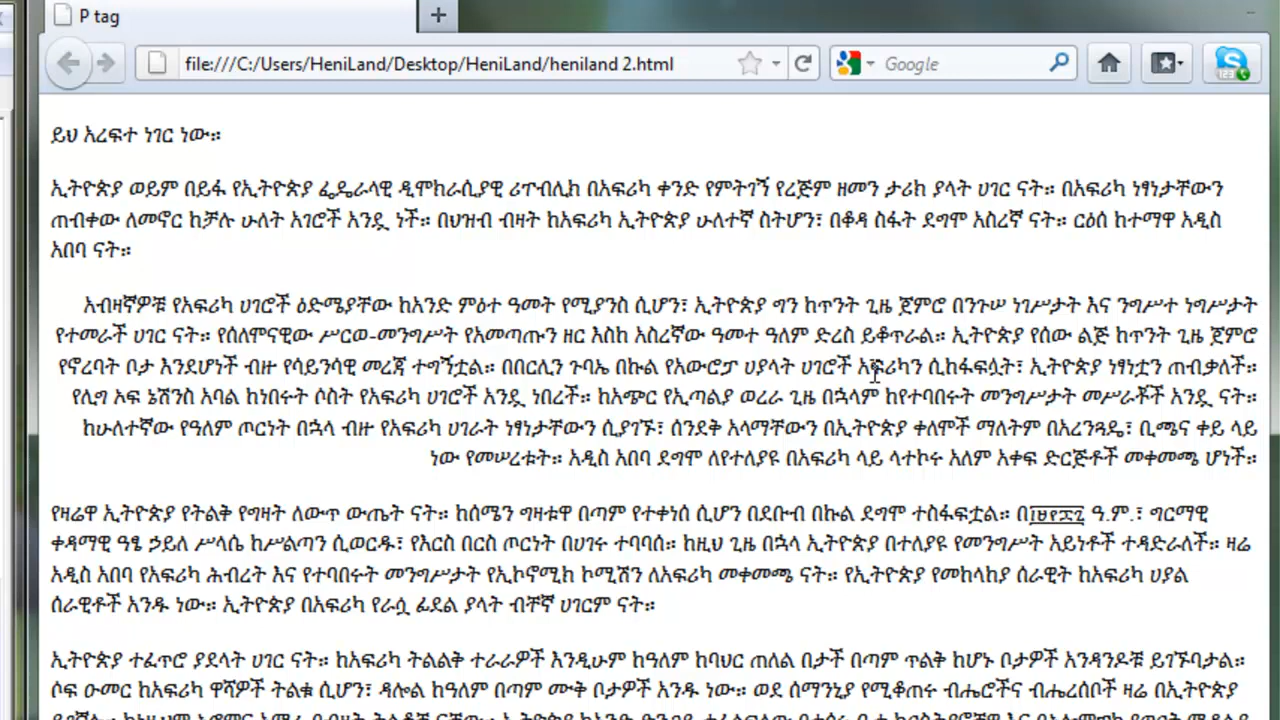 P tag
file:///C:/Users/HeniLand/Desktop/HeniLand/heniland 2.html
Google
ይህ አረፍተ ነገር ነው።
ኢትዮጵያ ወይም በይፋ የኢትዮጵያ ፌዴራላዊ ዲሞክራሲያዊ ሪፐብሊክ በአፍሪካ ቀንድ የምትገኝ የረጅም ዘመን ታሪክ ያላት ሀገር ናት። በአፍሪካ ነፃነታቸውን
ጠብቀው ለመኖር ከቻሉ ሁለት አገሮች አንዷ ነች። በህዝብ ብዛት ከአፍሪካ ኢትዮጵያ ሁለተኛ ስትሆን፣ በቆዳ ስፋት ደግሞ አስረኛ ናት። ርዕሰ ከተማዋ አዲስ
አበባ ናት።
አብዛኛዎቹ የአፍሪካ ሀገሮች ዕድሜያቸው ከአንድ ምዕተ ዓመት የሚያንስ ሲሆን፣ ኢትዮጵያ ግን ከጥንት ጊዜ ጀምሮ በንጉሠ ነገሥታት እና ንግሥተ ነግሥታት
የተመራች ሀገር ናት። የሰለሞናዊው ሥርወ-መንግሥት የአመጣጡን ዘር እስከ አስረኛው ዓመተ ዓለም ድረስ ይቆጥራል። ኢትዮጵያ የሰው ልጅ ከጥንት ጊዜ ጀምሮ
የኖረባት ቦታ እንደሆነች ብዙ የሳይንሳዊ መረጃ ተግኝቷል። በበርሊን ጉባኤ በኩል የአውሮፓ ሀያላት ሀገሮች አፍሪካን ሲከፋፍሏት፣ ኢትዮጵያ ነፃነቷን ጠብቃለች።
የሊግ ኦፍ ኔሽንስ አባል ከነበሩት ሶስት የአፍሪካ ሀገሮች አንዷ ነበረች። ከአጭር የኢጣልያ ወረራ ጊዜ በኋላም ከየተባበሩት መንግሥታት መሥራቾች አንዷ ናት።
ከሁለተኛው የዓለም ጦርነት በኋላ ብዙ የአፍሪካ ሀገራት ነፃነታቸውን ሲያገኙ፣ ሰንደቅ አላማቸውን በኢትዮጵያ ቀለሞች ማለትም በአረንጓዴ፣ ቢጫና ቀይ ላይ
ነው የመሠረቱት። አዲስ አበባ ደግሞ ለየተለያዩ በአፍሪካ ላይ ላተኮሩ አለም አቀፍ ድርጅቶች መቀመጫ ሆነች።
የዛሬዋ ኢትዮጵያ የትልቅ የግዛት ለውጥ ውጤት ናት። ከሰሜን ግዛቱዋ በጣም የተቀነሰ ሲሆን በደቡብ በኩል ደግሞ ተስፋፍቷል። በ፲፱፻፷፯ ዓ.ም.፣ ግርማዊ
ቀዳማዊ ዓፄ ኃይለ ሥላሴ ከሥልጣን ሲወርዱ፣ የእርስ በርስ ጦርነት በሀገሩ ተባባሰ። ከዚህ ጊዜ በኋላ ኢትዮጵያ በተለያዩ የመንግሥት አይነቶች ተዳድራለች። ዛሬ
አዲስ አበባ የአፍሪካ ሕብረት እና የተባበሩት መንግሥታት የኢኮኖሚክ ኮሚሽን ለአፍሪካ መቀመጫ ናት። የኢትዮጵያ የመከላከያ ሰራዊት ከአፍሪካ ሀያል
ሰራዊቶች አንዱ ነው። ኢትዮጵያ በአፍሪካ የራሷ ፊደል ያላት ብቸኛ ሀገርም ናት።
ኢትዮጵያ ተፈጥሮ ያደላት ሀገር ናት። ከአፍሪካ ትልልቅ ተራራዎች እንዲሁም ከዓለም ከባህር ጠለል በታች በጣም ጥልቅ ከሆኑ ቦታዎች አንዳንዶቹ ይገኙባታል።
ሶፍ ዑመር ከአፍሪካ ዋሻዎች ትልቁ ሲሆን፣ ዳሎል ከዓለም በጣም ሙቅ ቦታዎች አንዱ ነው። ወደ ሰማንኒያ የሚቆጠሩ ብሔሮችና ብሔረሰቦች ዛሬ በኢትዮጵያ